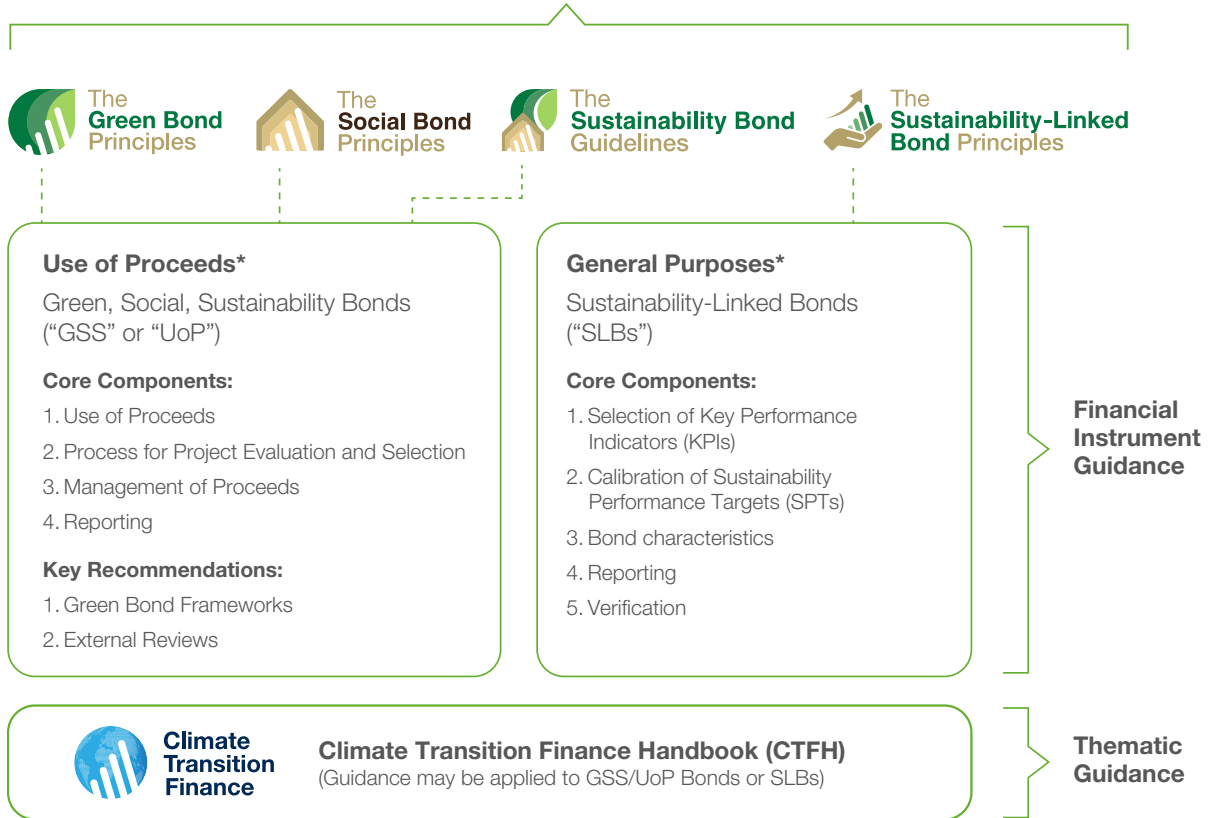 The
Green Bond
Principles
The
Social Bond
Principles
The
Sustainability Bond
Guidelines
The
Sustainability-Linked
Bond Principles
Use of Proceeds*
Green, Social, Sustainability Bonds
(“GSS” or “UoP”)
Core Components:
1. Use of Proceeds
2. Process for Project Evaluation and Selection
3. Management of Proceeds
4. Reporting
Key Recommendations:
1. Green Bond Frameworks
2. External Reviews
General Purposes*
Sustainability-Linked Bonds
(“SLBs”)
Core Components:
1. Selection of Key Performance
Indicators (KPIs)
2. Calibration of Sustainability
Performance Targets (SPTs)
3. Bond characteristics
4. Reporting
5. Verification
Financial
Instrument
Guidance
Climate
Transition
Finance
Climate Transition Finance Handbook (CTFH)
(Guidance may be applied to GSS/UoP Bonds or SLBs)
Thematic
Guidance